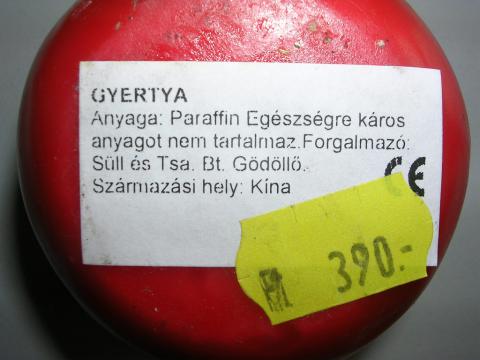 GYERTYA
Anyaga: Paraffin Egészségre káros
anyagot nem tartalmaz.Forgalmazó:
Süll és Tsa. Bt. Gödöllő.
Származási hely: Kína
CE
Ft 390.-